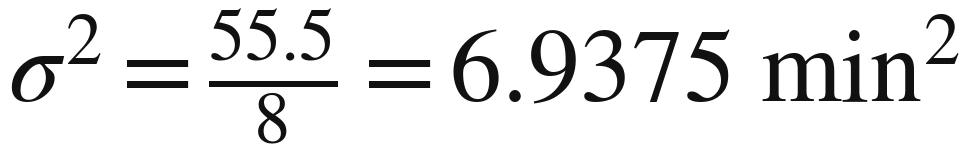 σ² = 55.5/8 = 6.9375 min²